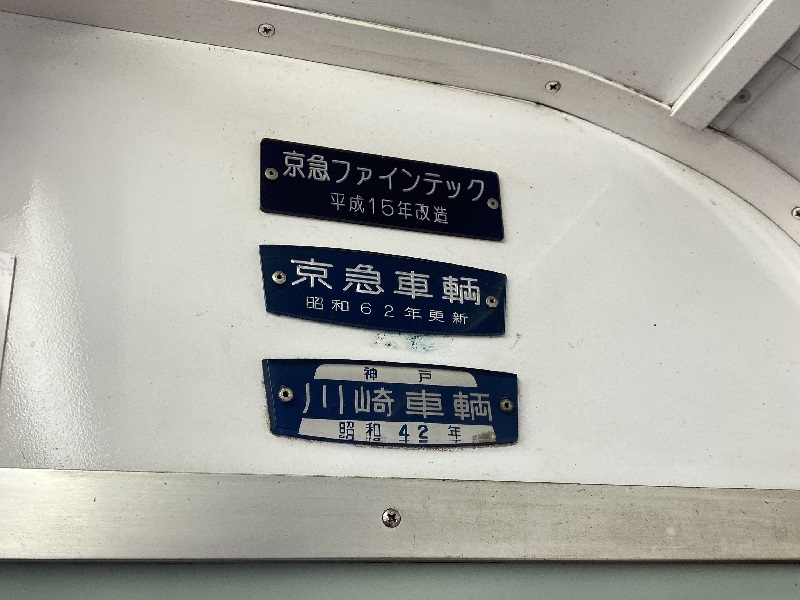 京急ファインテック
平成15年改造
京急車輌
昭和62年更新
神戸
川崎車輌
昭和42年